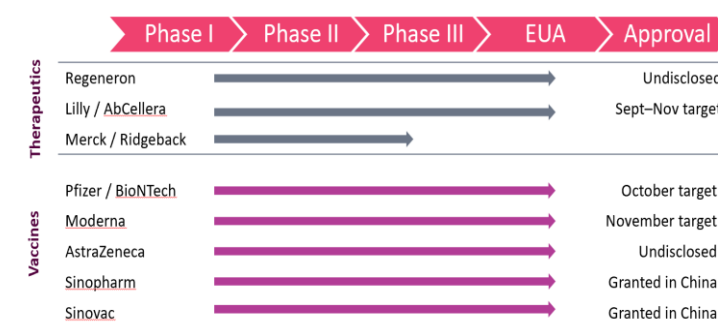 Phase I Phase II Phase III EUA Approval
Therapeutics
Regeneron Undisclosed
Lilly / AbCellera Sept–Nov target
Merck / Ridgeback
Vaccines
Pfizer / BioNTech October target
Moderna November target
AstraZeneca Undisclosed
Sinopharm Granted in China
Sinovac Granted in China